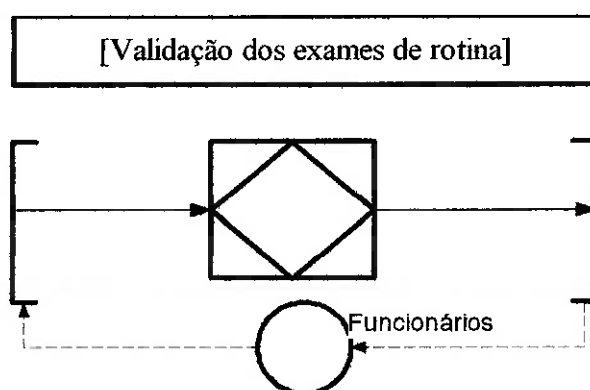 [Validação dos exames de rotina]
Funcionários